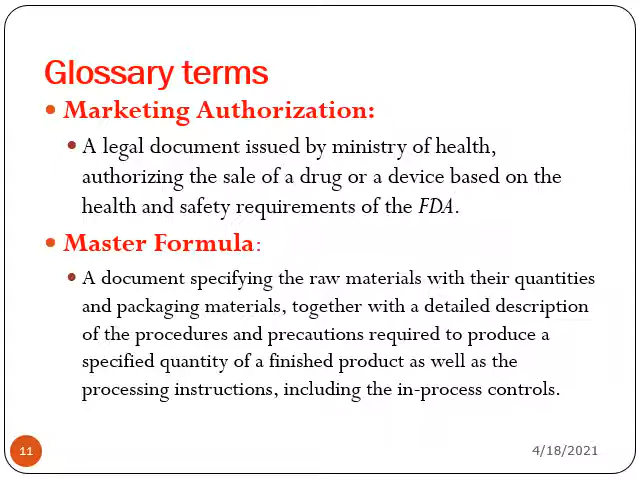 Glossary terms
• Marketing Authorization:
• A legal document issued by ministry of health,
authorizing the sale of a drug or a device based on the
health and safety requirements of the FDA.
• Master Formula:
• A document specifying the raw materials with their quantities
and packaging materials, together with a detailed description
of the procedures and precautions required to produce a
specified quantity of a finished product as well as the
processing instructions, including the in-process controls.
11
4/18/2021